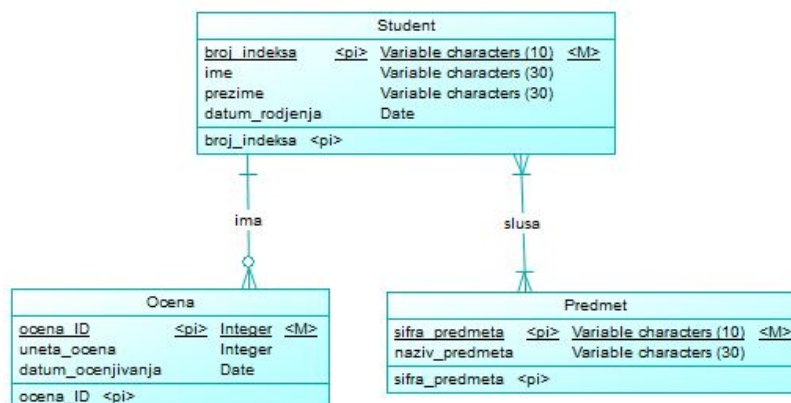 Student
broj_indeksa <pi> Variable characters (10) <M>
ime Variable characters (30)
prezime Variable characters (30)
datum_rodjenja Date
broj_indeksa <pi>
ima
slusa
Ocena
ocena_ID <pi> Integer <M>
uneta_ocena Integer
datum_ocenjivanja Date
ocena_ID <pi>
Predmet
sifra_predmeta <pi> Variable characters (10) <M>
naziv_predmeta Variable characters (30)
sifra_predmeta <pi>